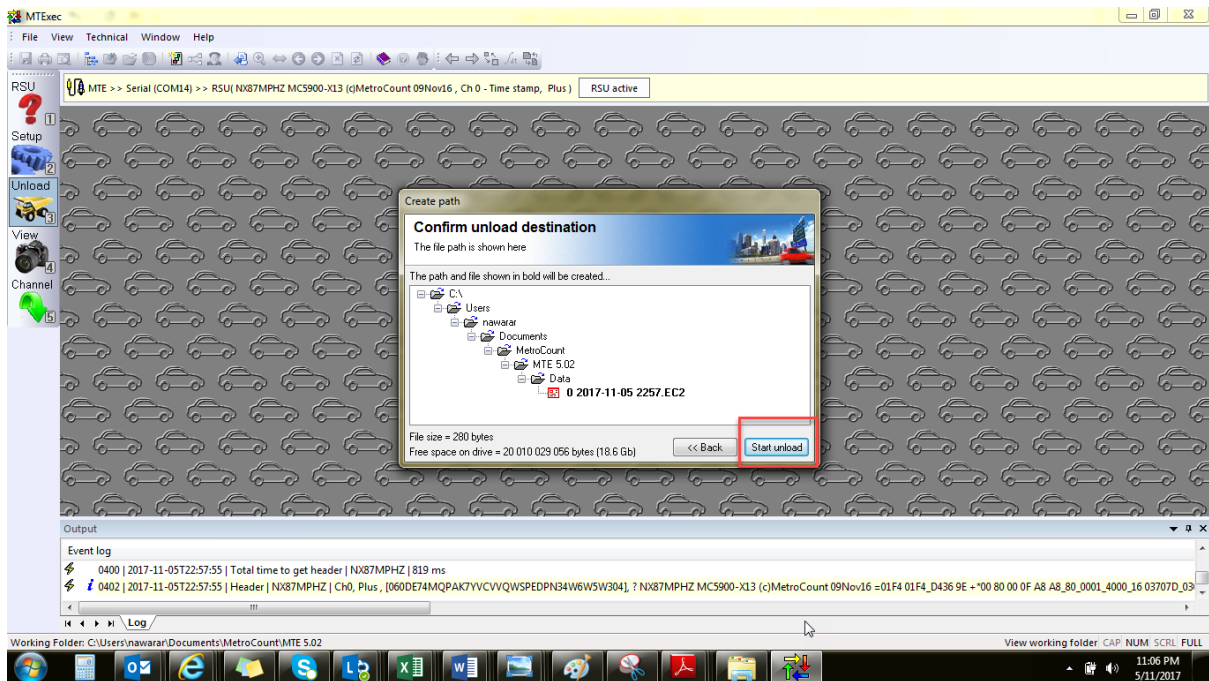 MTExec
File View Technical Window Help
RSU
MTE >> Serial (COM14) >> RSU( NX87MPHZ MC5900-X13 (c)MetroCount 09Nov16 , Ch 0 - Time stamp, Plus ) RSU active
1
Setup
2
Unload
3
View
4
Channel
5
Create path
Confirm unload destination
The file path is shown here
The path and file shown in bold will be created...
C:\
Users
nawarar
Documents
MetroCount
MTE 5.02
Data
0 2017-11-05 2257.EC2
File size = 280 bytes
Free space on drive = 20 010 029 056 bytes (18.6 Gb)
<< Back Start unload
Output
Event log
0400 | 2017-11-05T22:57:55 | Total time to get header | NX87MPHZ | 819 ms
0402 | 2017-11-05T22:57:55 | Header | NX87MPHZ | Ch0, Plus , [060DE74MQPAK7YVCVVQWSPEDPN34W6W5W304], ? NX87MPHZ MC5900-X13 (c)MetroCount 09Nov16 =01F4 01F4_D436 9E +*00 80 00 0F A8 A8_80_0001_4000_16 03707D_03
Log
Working Folder: C:\Users\nawarar\Documents\MetroCount\MTE 5.02 View working folder CAP NUM SCRL FULL
11:06 PM
5/11/2017